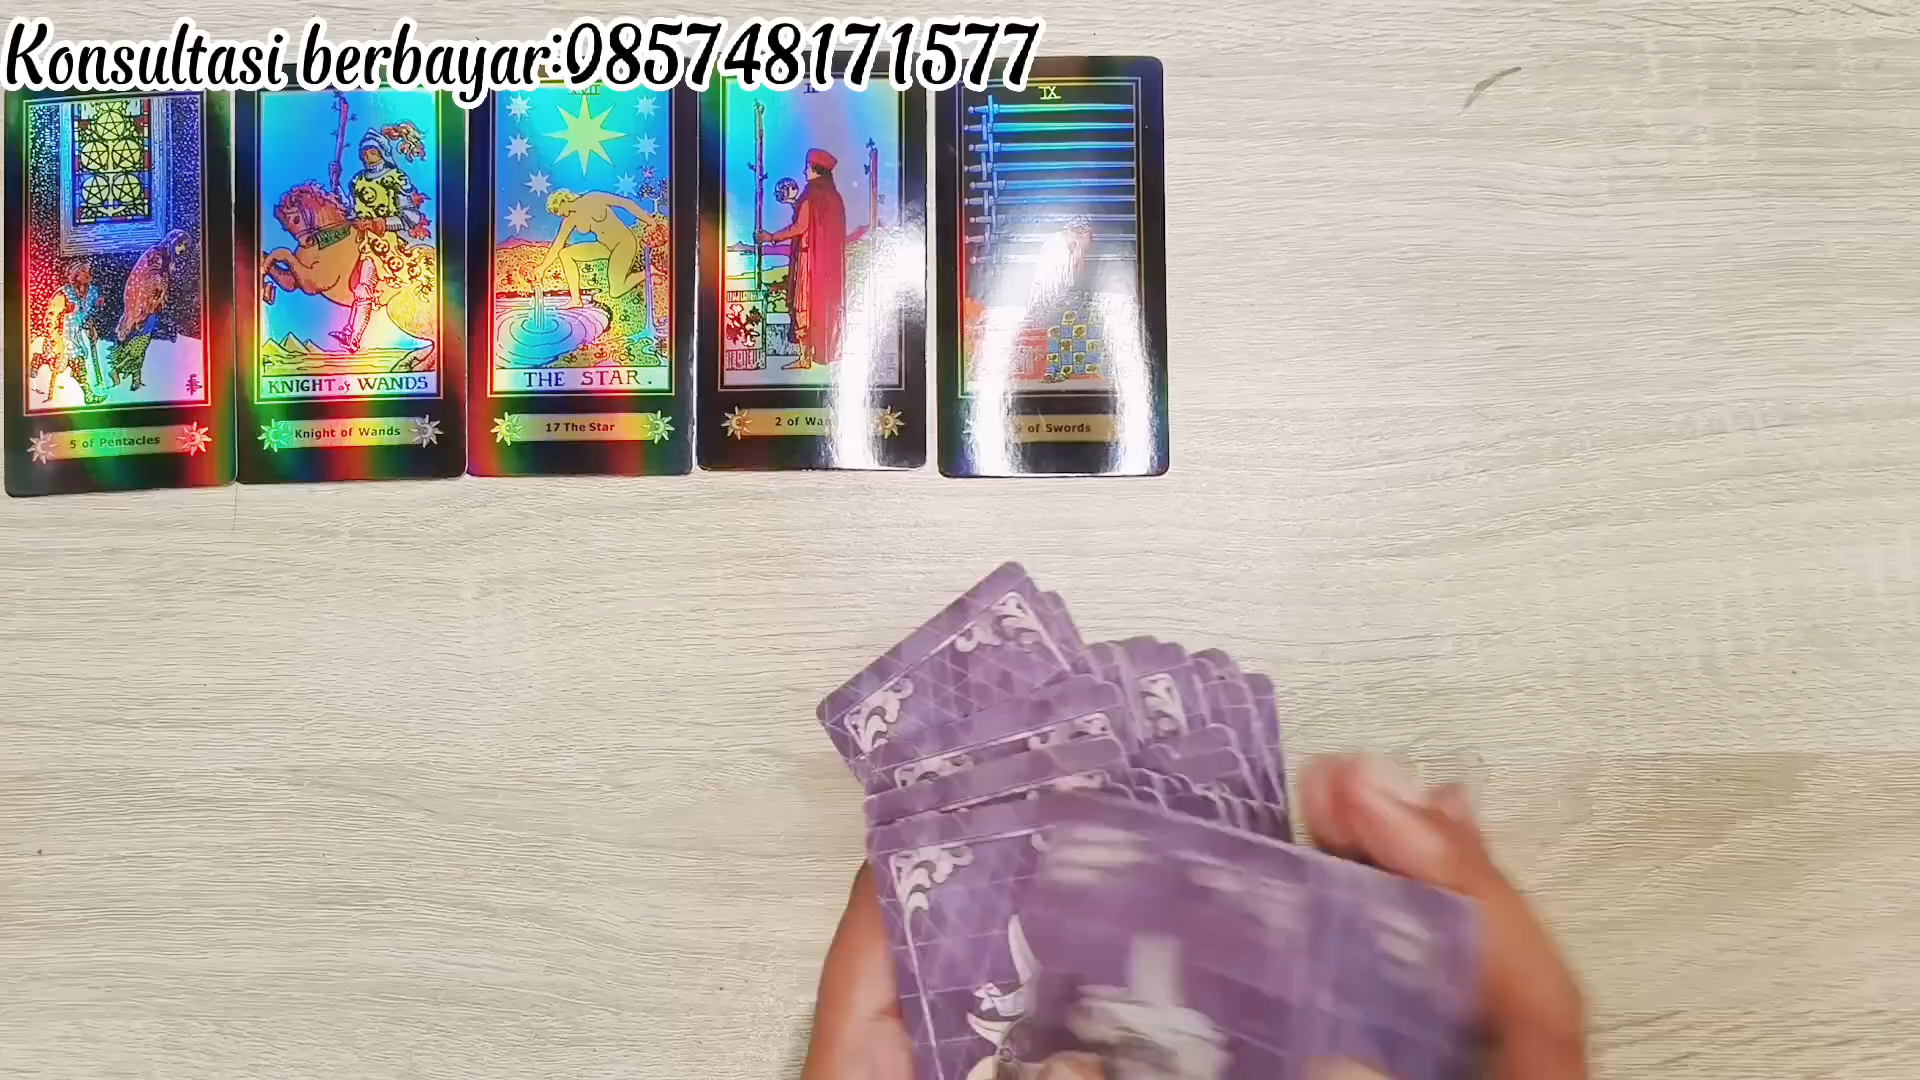 Konsultasi berbayar:085748171577
IX
KNIGHT of WANDS
THE STAR.
5 of Pentacles
Knight of Wands
17 The Star
2 of
of Swords